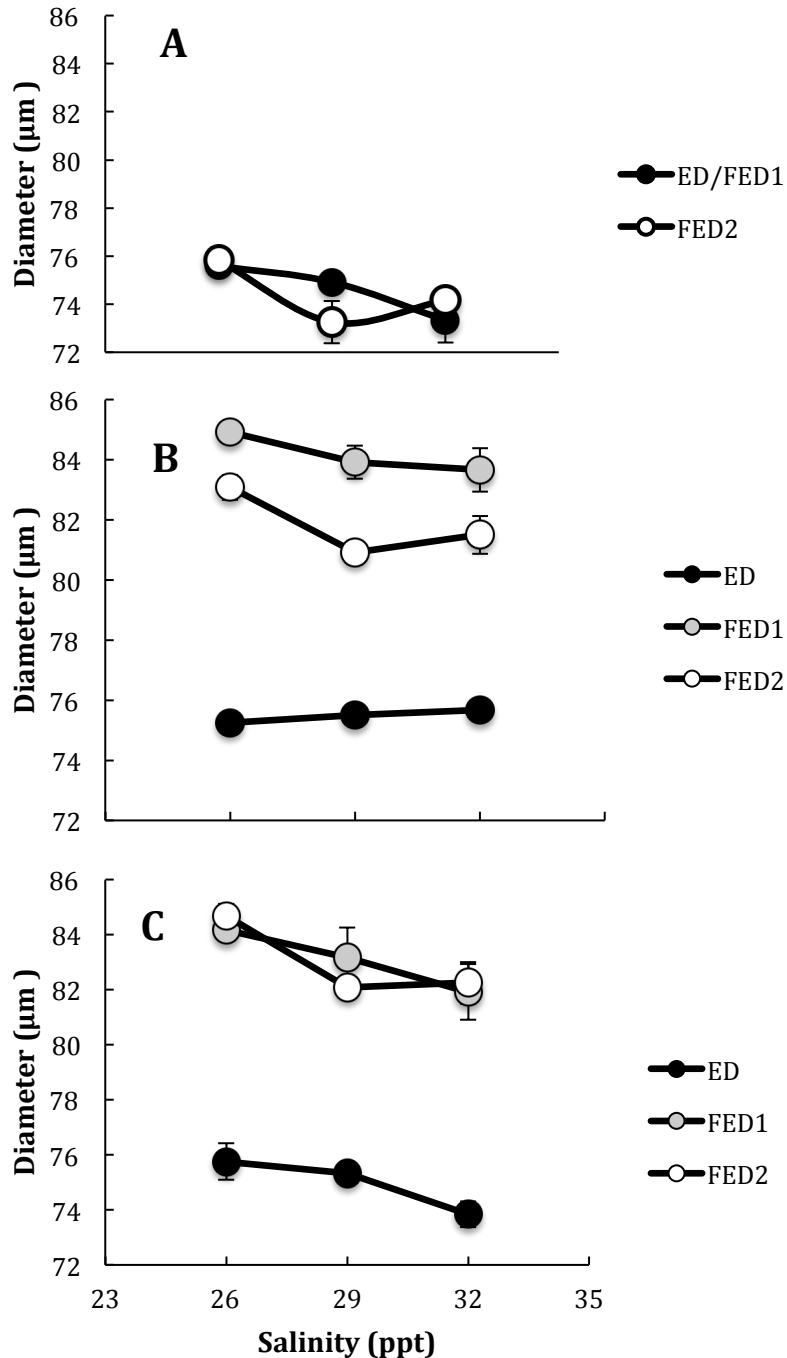 86
84
82
80
78
76
74
72
Diameter (µm)
A
ED/FED1
FED2
86
84
82
80
78
76
74
72
Diameter (µm )
B
ED
FED1
FED2
86
84
82
80
78
76
74
72
Diameter (µm)
C
ED
FED1
FED2
23 26 29 32 35
Salinity (ppt)